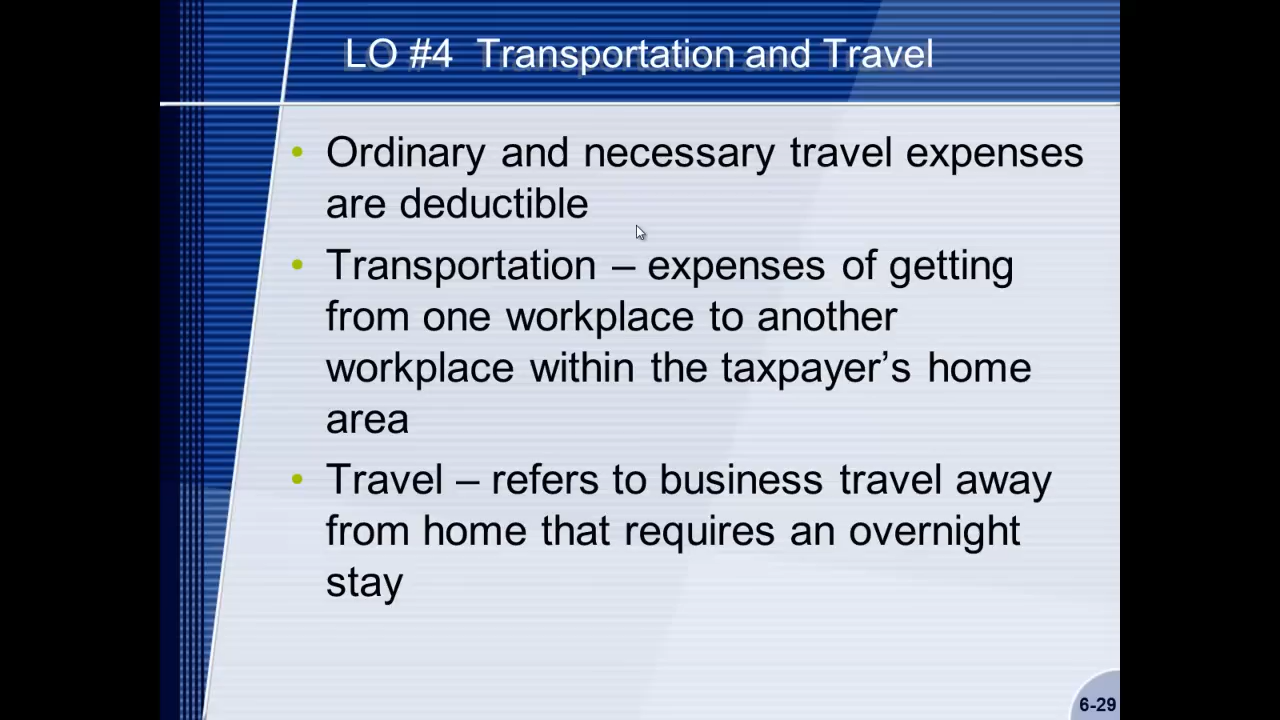 LO #4 Transportation and Travel
• Ordinary and necessary travel expenses
are deductible
• Transportation – expenses of getting
from one workplace to another
workplace within the taxpayer’s home
area
• Travel – refers to business travel away
from home that requires an overnight
stay
6-29